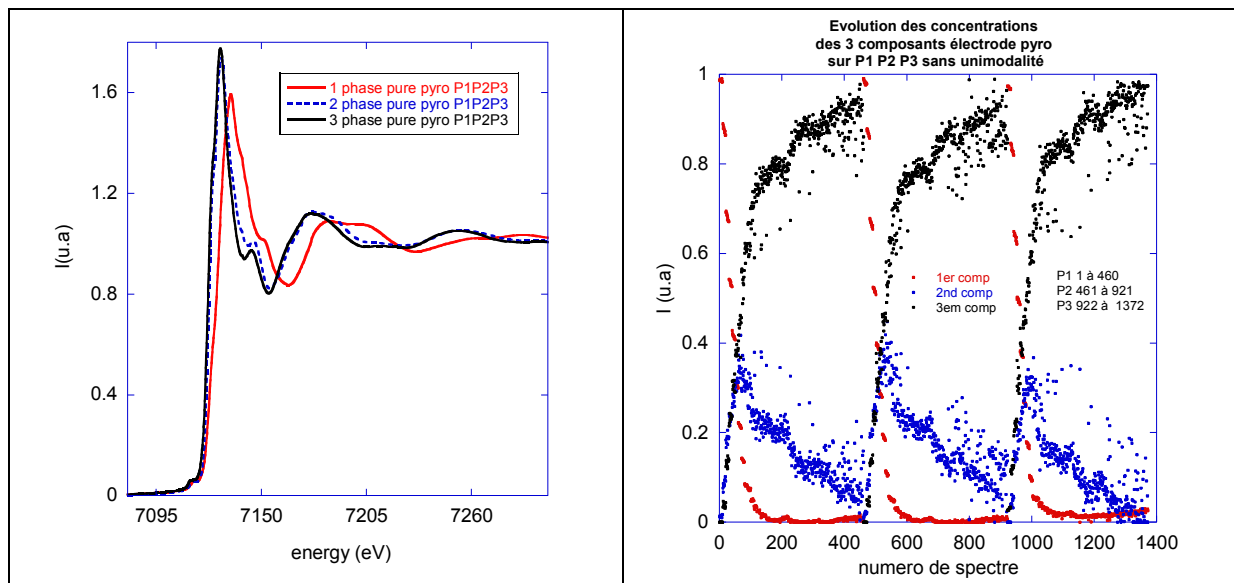 1.6
1.2
0.8
0.4
0
7095 7150 7205 7260
I(u.a)
energy (eV)
1 phase pure pyro P1P2P3
2 phase pure pyro P1P2P3
3 phase pure pyro P1P2P3
Evolution des concentrations
des 3 composants électrode pyro
sur P1 P2 P3 sans unimodalité
1
0.8
0.6
0.4
0.2
0
0 200 400 600 800 1000 1200 1400
I (u.a)
numero de spectre
1er comp
2nd comp
3em comp
P1 1 à 460
P2 461 à 921
P3 922 à 1372